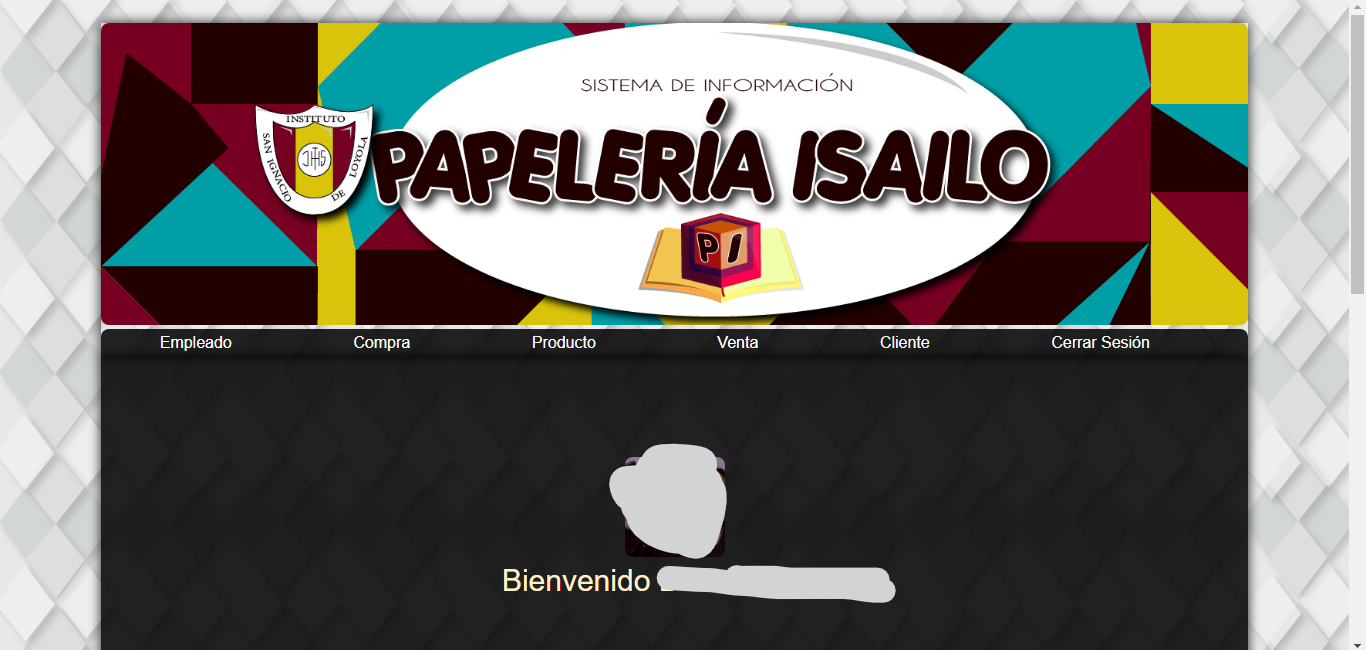 SISTEMA DE INFORMACIÓN
PAPELERÍA ISAILO
INSTITUTO
SAN IGNACIO DE LOYOLA
JHS
PI
Empleado Compra Producto Venta Cliente Cerrar Sesión
Bienvenido